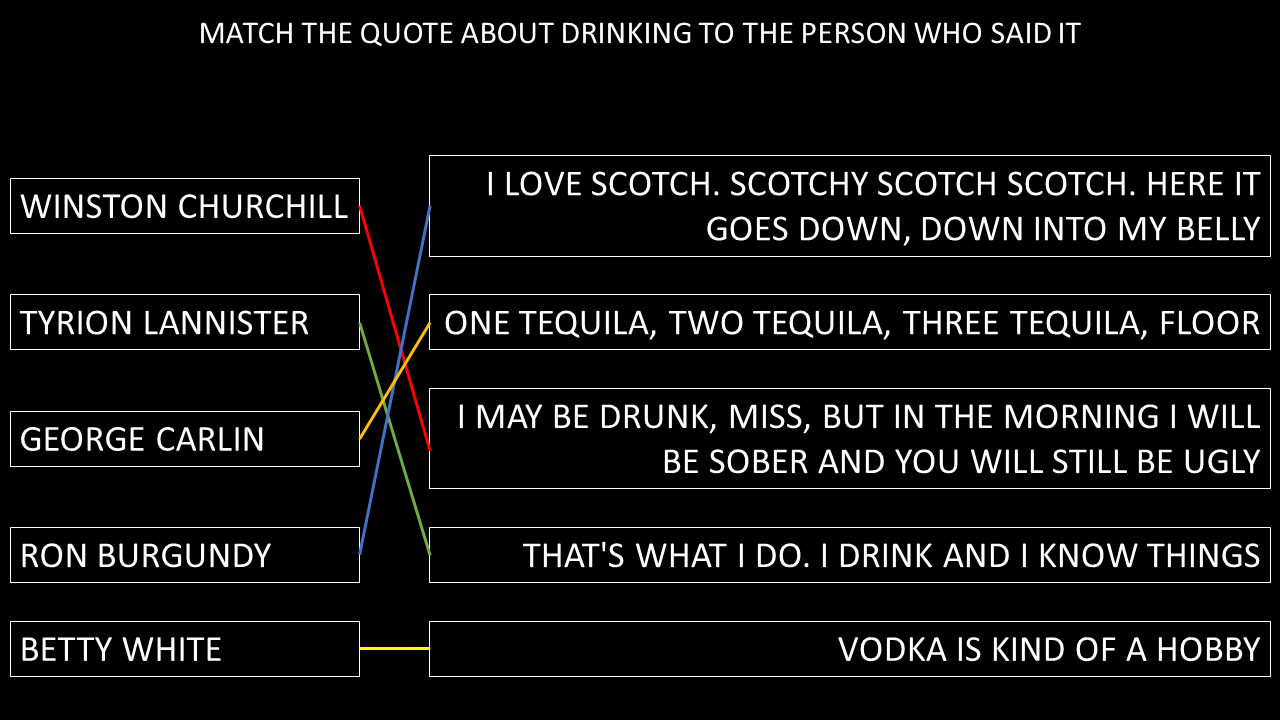 MATCH THE QUOTE ABOUT DRINKING TO THE PERSON WHO SAID IT
WINSTON CHURCHILL
TYRION LANNISTER
GEORGE CARLIN
RON BURGUNDY
BETTY WHITE
I LOVE SCOTCH. SCOTCHY SCOTCH SCOTCH. HERE IT
GOES DOWN, DOWN INTO MY BELLY
ONE TEQUILA, TWO TEQUILA, THREE TEQUILA, FLOOR
I MAY BE DRUNK, MISS, BUT IN THE MORNING I WILL
BE SOBER AND YOU WILL STILL BE UGLY
THAT'S WHAT I DO. I DRINK AND I KNOW THINGS
VODKA IS KIND OF A HOBBY